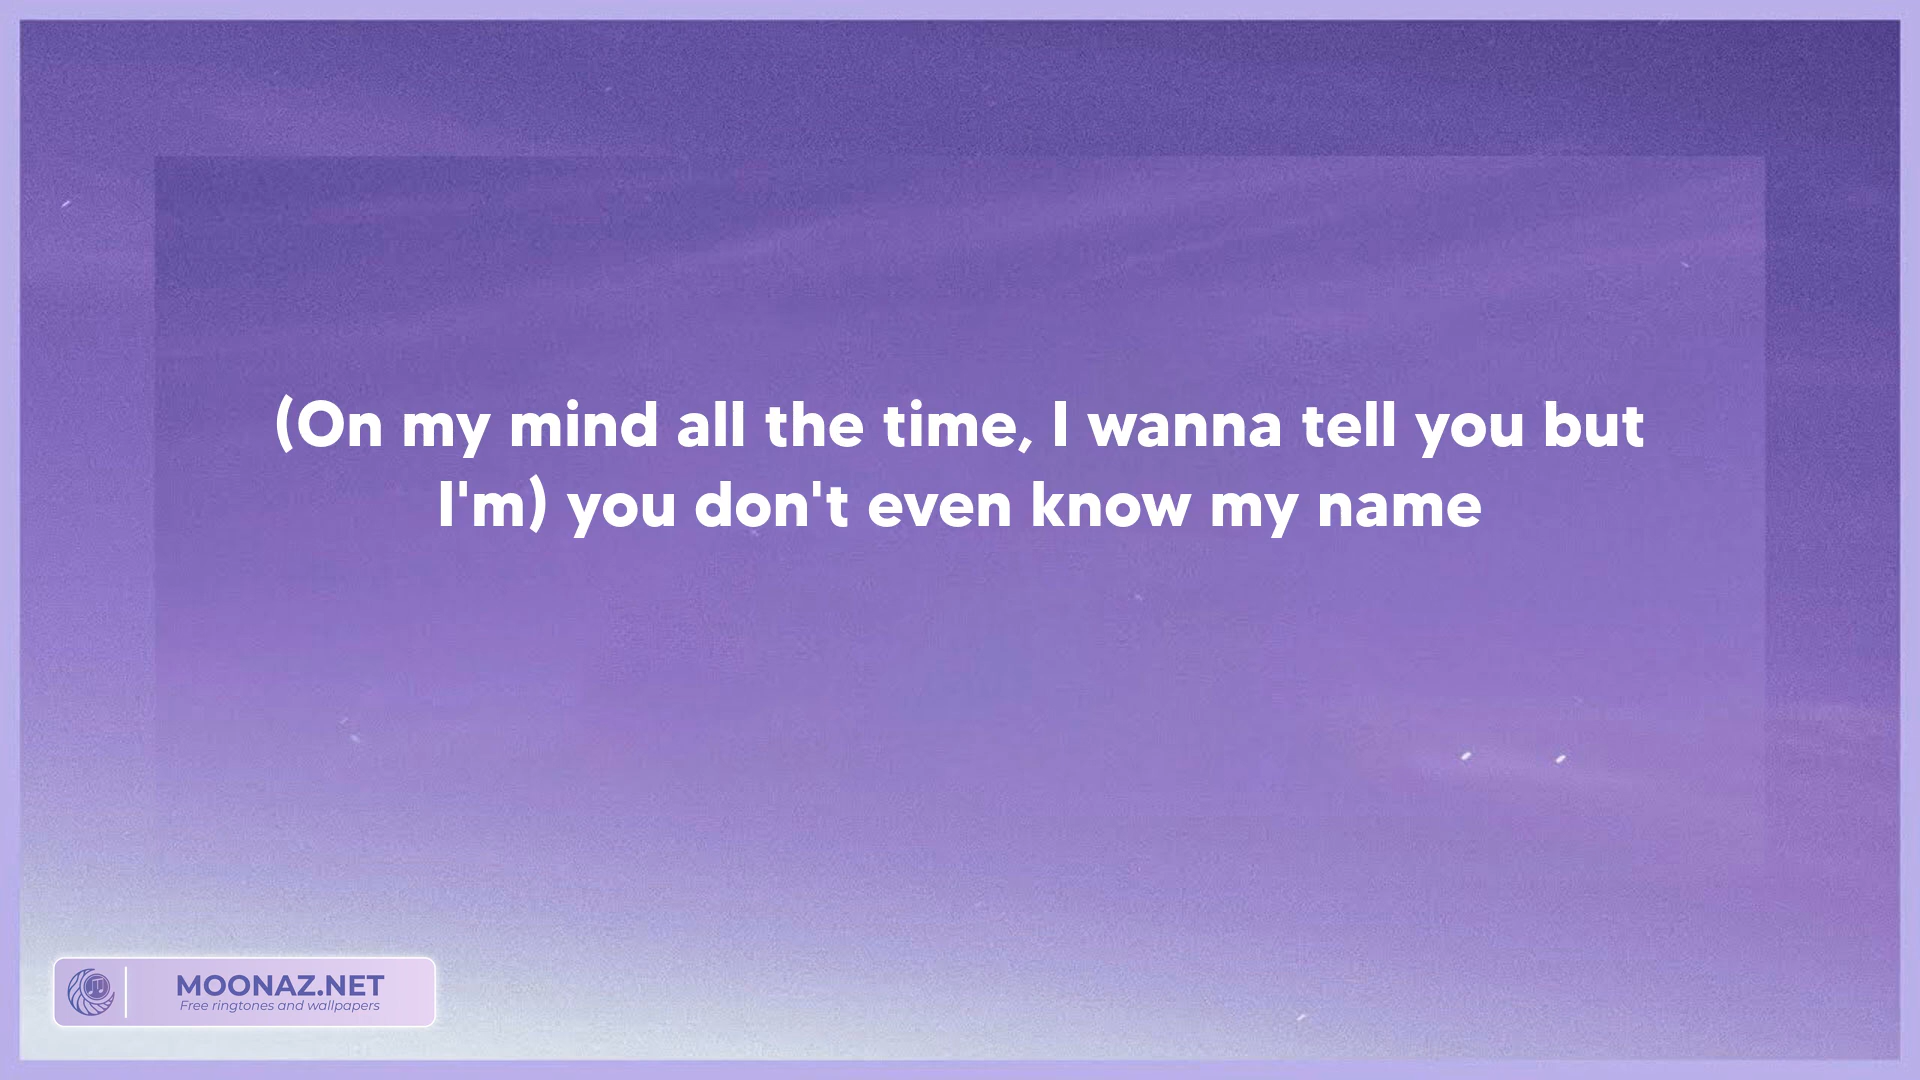 (On my mind all the time, I wanna tell you but
I'm) you don't even know my name
MOONAZ.NET
Free ringtones and wallpapers